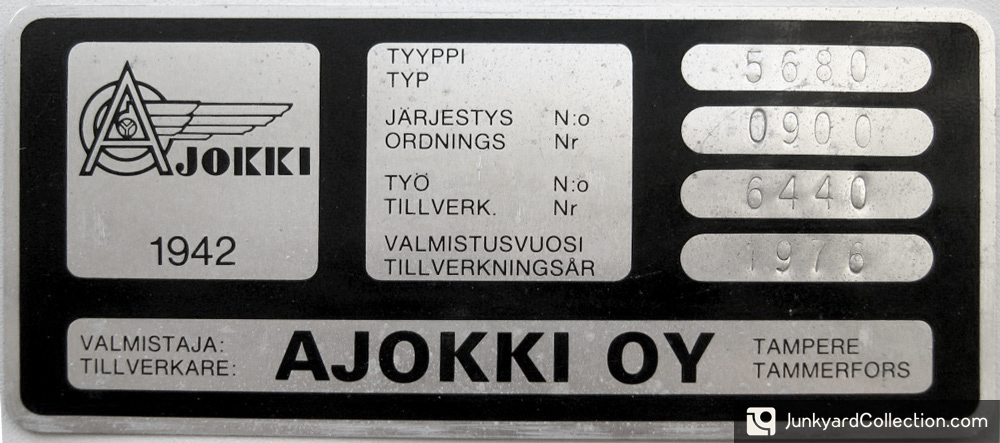 AJOKKI
1942
TYYPPI
TYP
5680
JÄRJESTYS N:o
ORDNINGS Nr
0900
TYÖ N:o
TILLVERK. Nr
6440
VALMISTUSVUOSI
TILLVERKNINGSÅR
1976
VALMISTAJA:
TILLVERKARE:
AJOKKI OY
TAMPERE
TAMMERFORS
JunkyardCollection.com